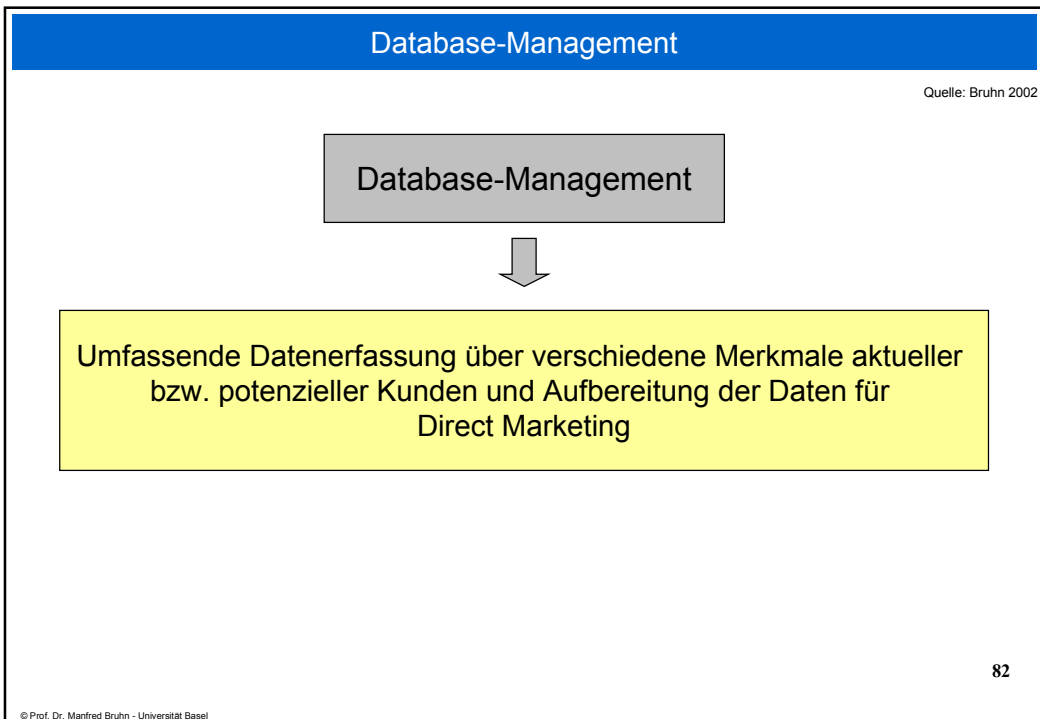 Database-Management
Quelle: Bruhn 2002
Database-Management
Umfassende Datenerfassung über verschiedene Merkmale aktueller
bzw. potenzieller Kunden und Aufbereitung der Daten für
Direct Marketing
82
© Prof. Dr. Manfred Bruhn - Universität Basel